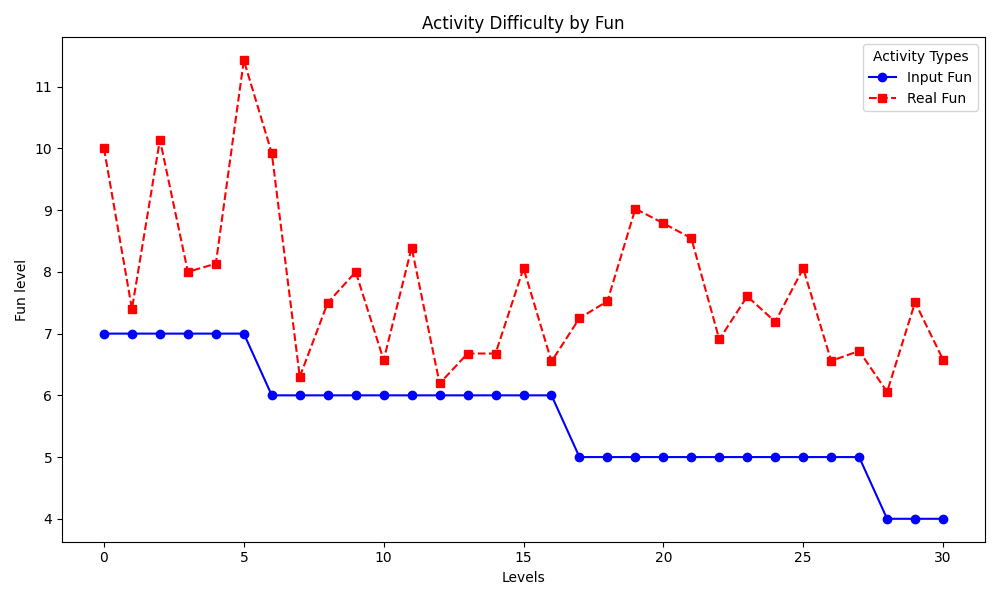 Activity Difficulty by Fun
Activity Types
Input Fun
Real Fun
Fun level
11
10
9
8
7
6
5
4
0 5 10 15 20 25 30
Levels